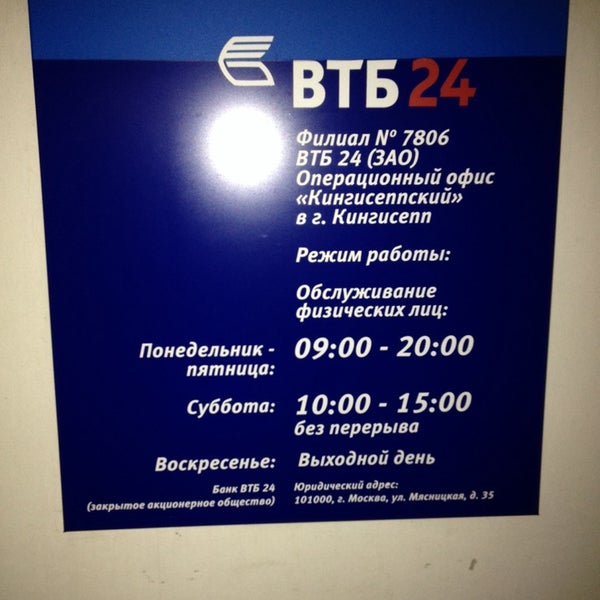 ВТБ 24
Филиал № 7806
ВТБ 24 (ЗАО)
Операционный офис
«Кингисеппский»
в г. Кингисепп
Режим работы:
Обслуживание
физических лиц:
Понедельник - 09:00 - 20:00
пятница:
Суббота: 10:00 - 15:00
без перерыва
Воскресенье: Выходной день
Банк ВТБ 24
(закрытое акционерное общество)
Юридический адрес:
101000, г. Москва, ул. Мясницкая, д. 35